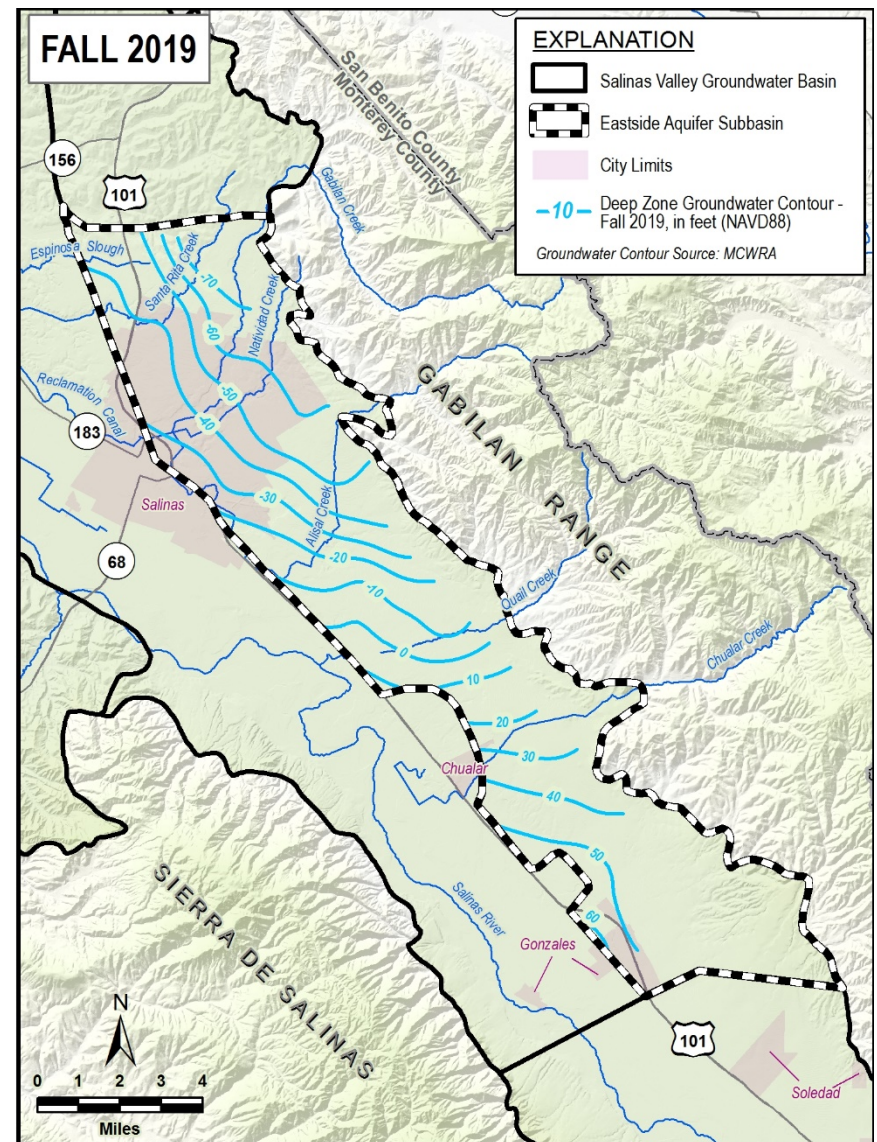 FALL 2019
EXPLANATION
Salinas Valley Groundwater Basin
Eastside Aquifer Subbasin
City Limits
-10 Deep Zone Groundwater Contour -
Fall 2019, in feet (NAVD88)
Groundwater Contour Source: MCWRA
San Benito County
Monterey County
156
101
Gabilan Creek
Espinosa Slough
Santa Rita Creek
-70
Natividad Creek
-60
Reclamation Canal
-50
183
-40
GABILAN RANGE
Salinas
-30
Alisal Creek
68
-20
-10
Quail Creek
0
Chualar Creek
10
20
30
Chualar
40
50
SIERRA DE SALINAS
Salinas River
60
Gonzales
N
101
0 1 2 3 4
Miles
Soledad